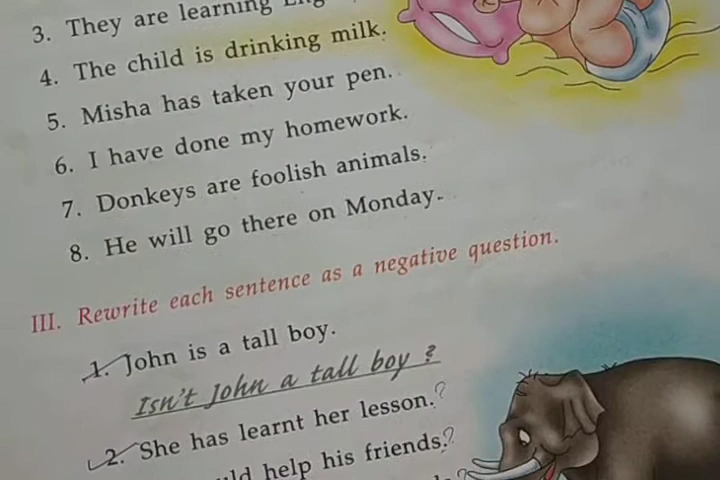 3. They are learning
4. The child is drinking milk.
5. Misha has taken your pen.
6. I have done my homework.
7. Donkeys are foolish animals.
8. He will go there on Monday.
III. Rewrite each sentence as a negative question.
1. John is a tall boy.
Isn't John a tall boy ?
2. She has learnt her lesson.?
help his friends.?